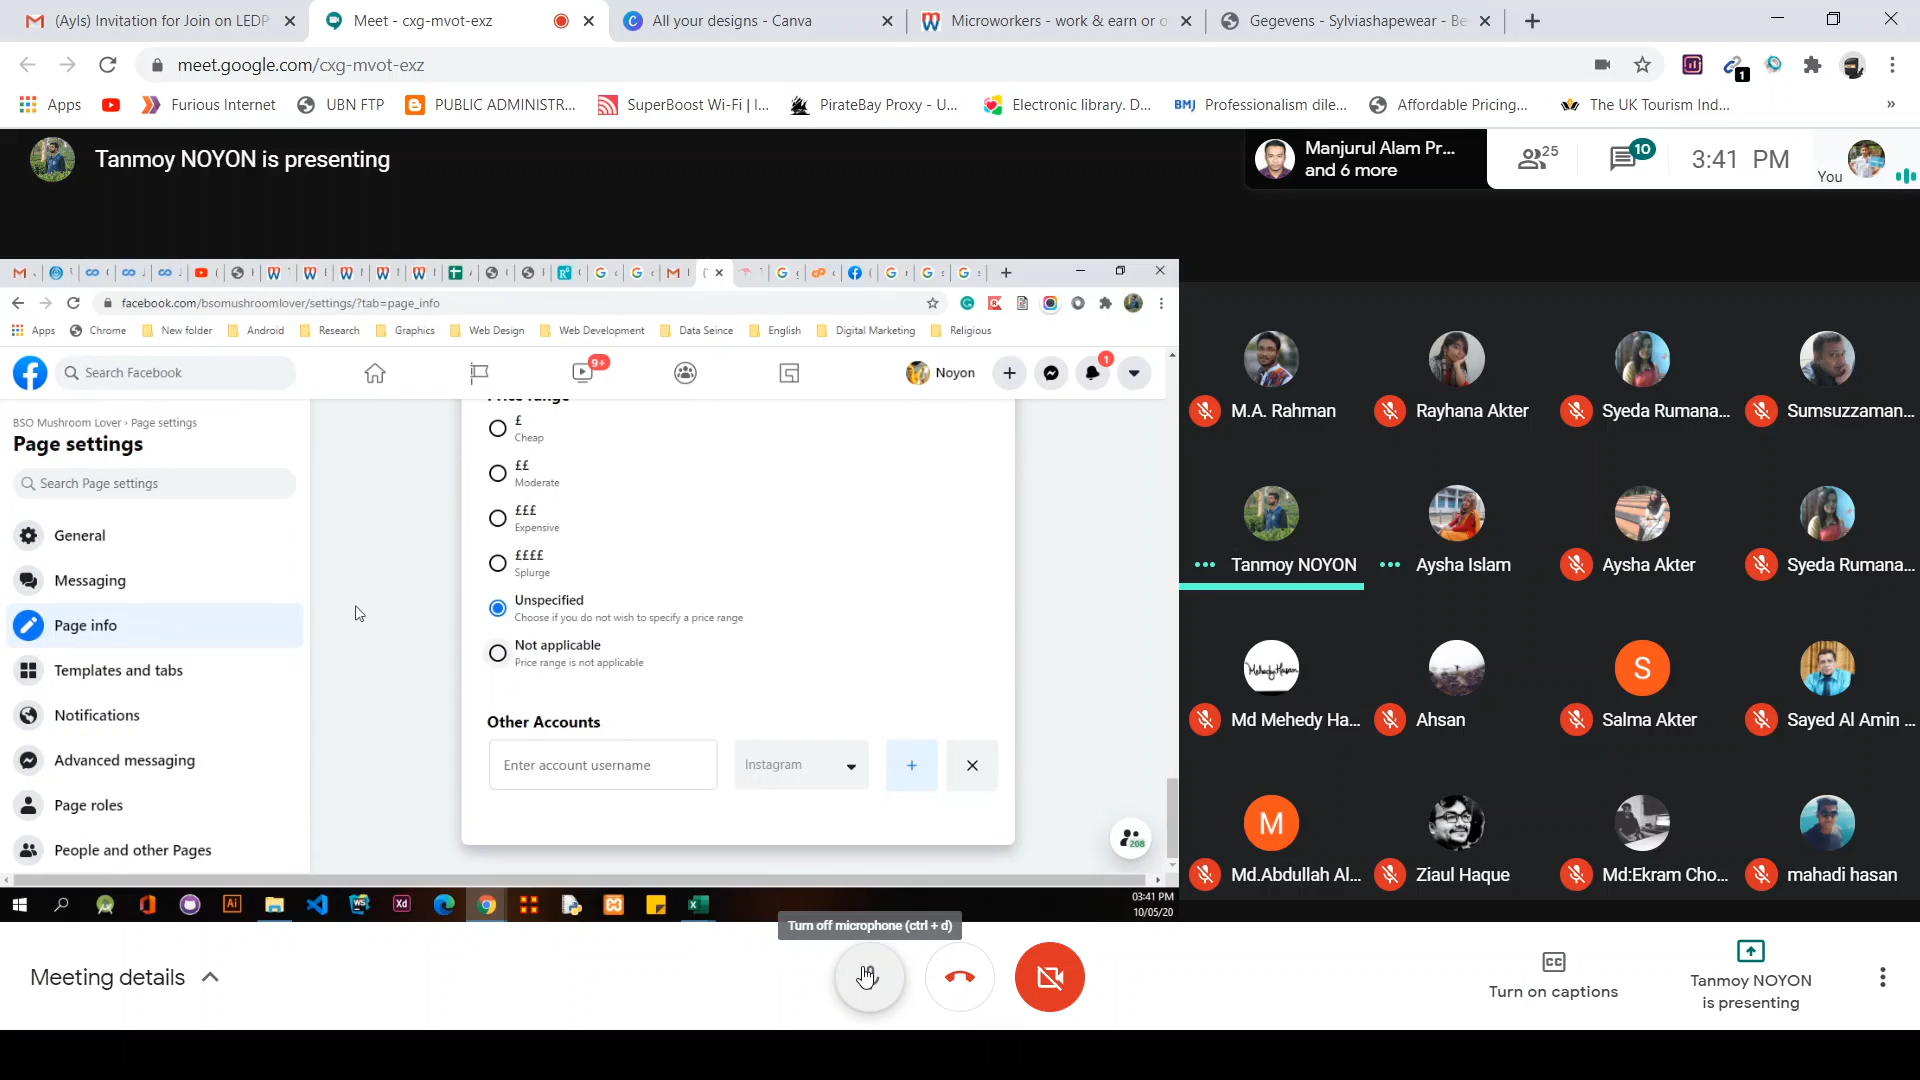 (Ayls) Invitation for Join on LEDP
Meet - cxg-mvot-exz
All your designs - Canva
Microworkers - work & earn or o
Gegevens - Sylviashapewear - Be
meet.google.com/cxg-mvot-exz
1
Apps
Furious Internet
UBN FTP
PUBLIC ADMINISTR...
SuperBoost Wi-Fi | I...
PirateBay Proxy - U...
Electronic library. D...
BMJ Professionalism dile...
Affordable Pricing...
The UK Tourism Ind...
»
Tanmoy NOYON is presenting
Manjurul Alam Pr...
and 6 more
25
10
3:41 PM
You
facebook.com/bsomushroomlover/settings/?tab=page_info
Apps
Chrome
New folder
Android
Research
Graphics
Web Design
Web Development
Data Seince
English
Digital Marketing
Religious
Search Facebook
9+
Noyon
1
BSO Mushroom Lover › Page settings
Page settings
Search Page settings
General
Messaging
Page info
Templates and tabs
Notifications
Advanced messaging
Page roles
People and other Pages
Price range
£
Cheap
££
Moderate
£££
Expensive
££££
Splurge
Unspecified
Choose if you do not wish to specify a price range
Not applicable
Price range is not applicable
Other Accounts
Enter account username
Instagram
208
03:41 PM
10/05/20
M.A. Rahman
Rayhana Akter
Syeda Rumana...
Sumsuzzaman...
Tanmoy NOYON
Aysha Islam
Aysha Akter
Syeda Rumana...
Mehedy Hasan
S
Md Mehedy Ha...
Ahsan
Salma Akter
Sayed Al Amin ...
M
Md.Abdullah Al...
Ziaul Haque
Md:Ekram Cho...
mahadi hasan
Turn off microphone (ctrl + d)
Meeting details
Turn on captions
Tanmoy NOYON
is presenting